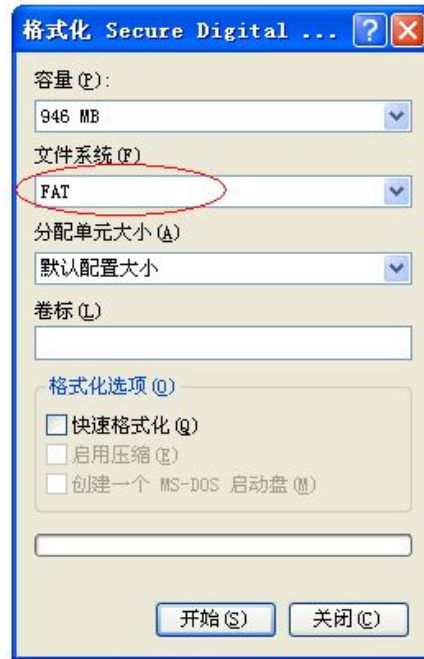 格式化 Secure Digital ...
容量(P):
946 MB
文件系统(F)
FAT
分配单元大小(A)
默认配置大小
卷标(L)
格式化选项(O)
快速格式化(Q)
启用压缩(E)
创建一个 MS-DOS 启动盘(M)
开始(S)
关闭(C)